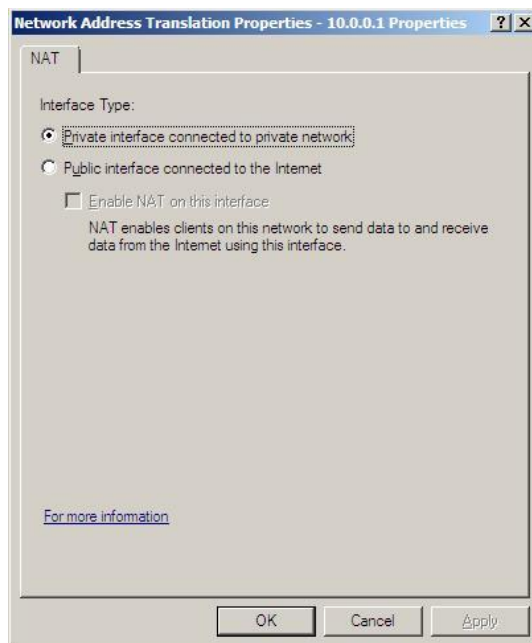 Network Address Translation Properties - 10.0.0.1 Properties
NAT
Interface Type:
Private interface connected to private network
Public interface connected to the Internet
Enable NAT on this interface
NAT enables clients on this network to send data to and receive
data from the Internet using this interface.
For more information
OK Cancel Apply